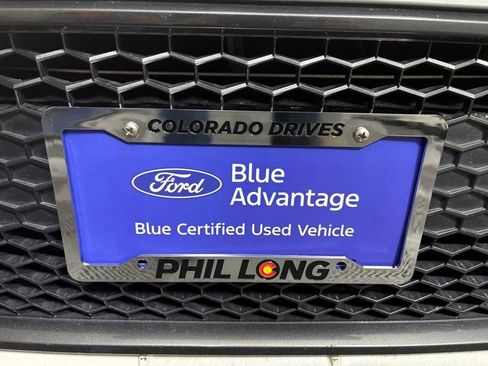 COLORADO DRIVES
Ford
Blue
Advantage
Blue Certified Used Vehicle
PHIL LONG